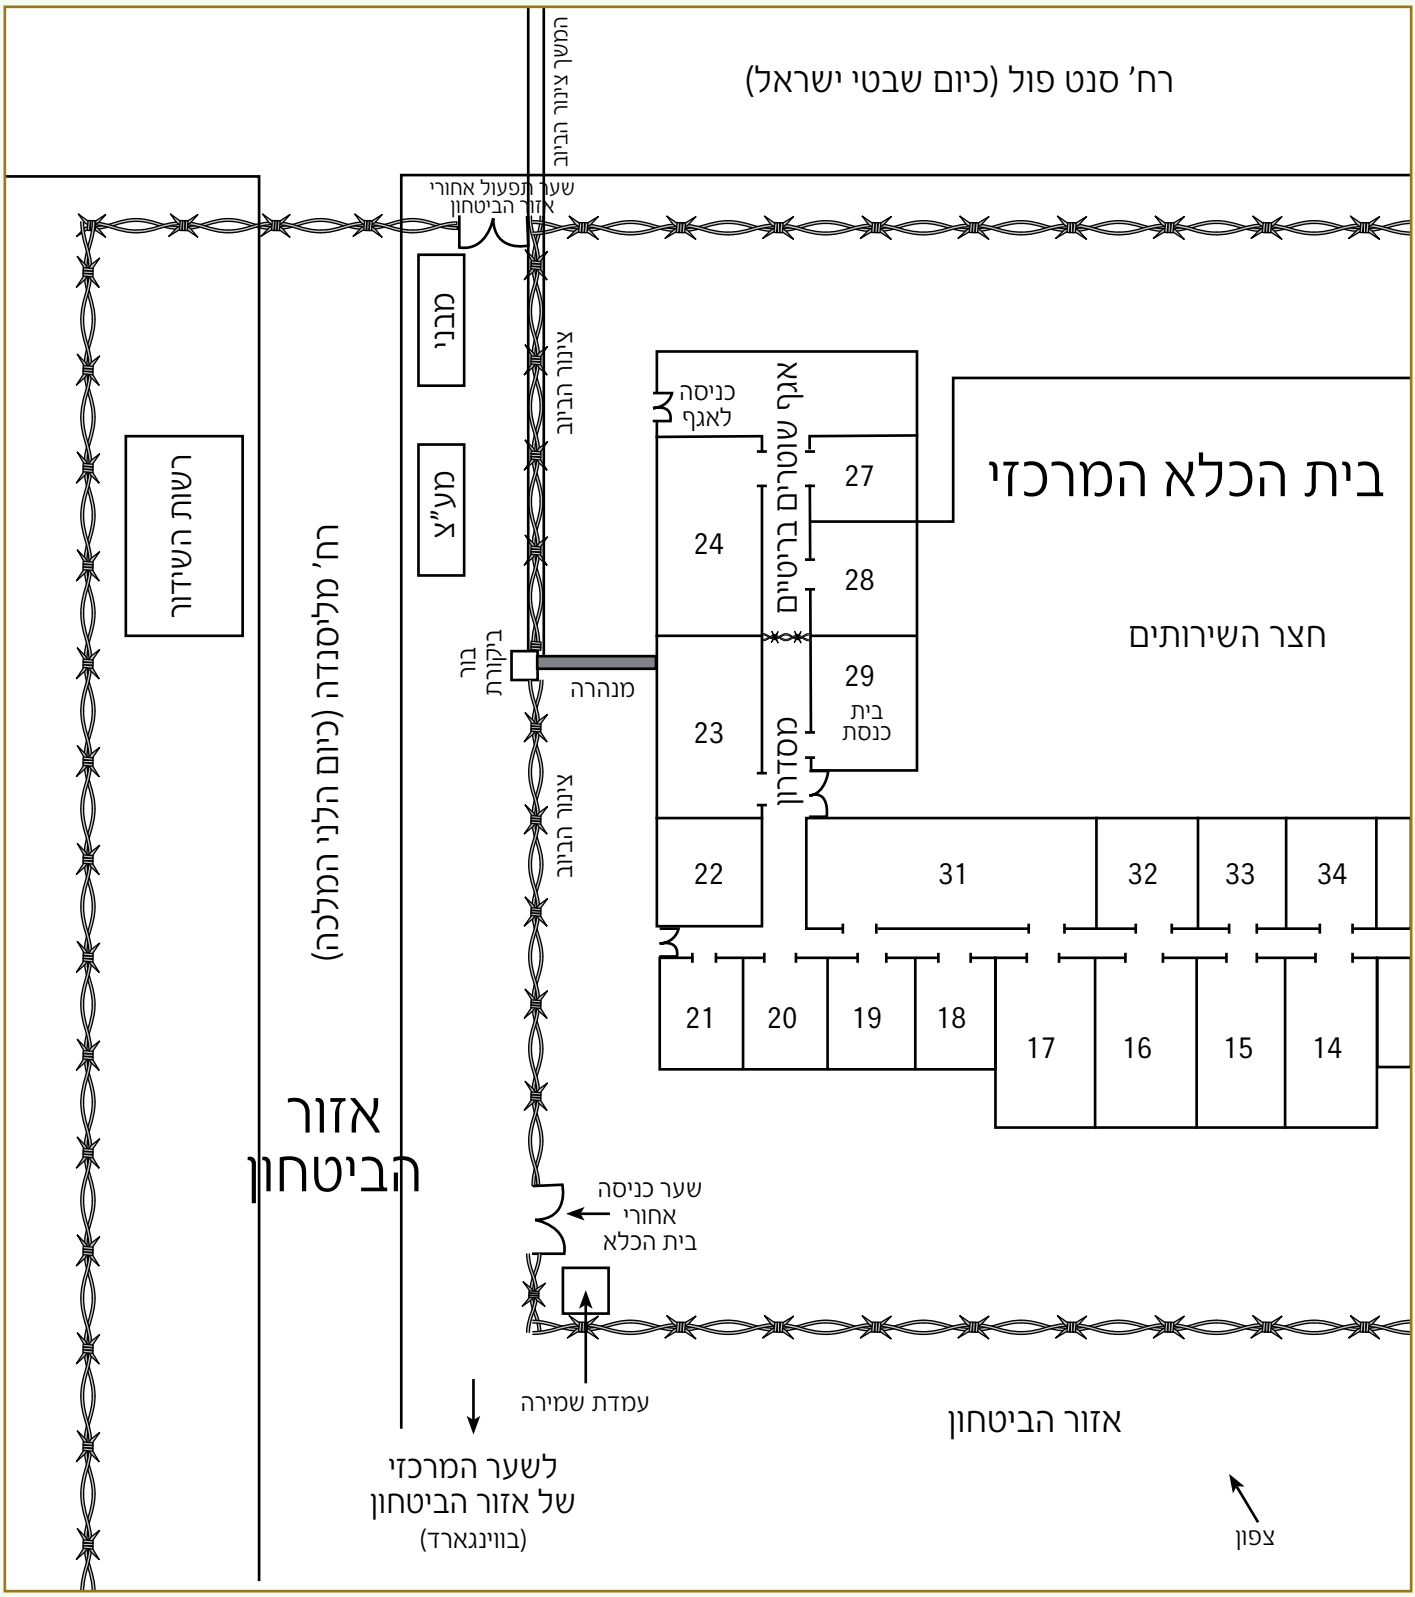 רח' סנט פול (כיום שבטי ישראל)
המשך צינור הביוב
שער תפעול אחורי
אזור הביטחון
מבני
מע"צ
צינור הביוב
רשות השידור
רח' מליסנדה (כיום הלני המלכה)
כניסה
לאגף
אגף שוטרים בריטיים
27
24
28
בית הכלא המרכזי
חצר השירותים
בור
ביקורת
מנהרה
29
בית
כנסת
23
מסדרון
צינור הביוב
22
31
32
33
34
21
20
19
18
17
16
15
14
אזור
הביטחון
שער כניסה
אחורי
בית הכלא
עמדת שמירה
לשער המרכזי
של אזור הביטחון
(בווינגארד)
אזור הביטחון
צפון